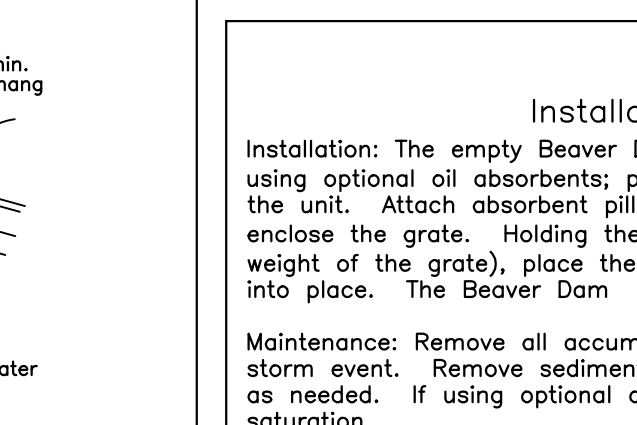 min.
hang
ater
Installa
Installation: The empty Beaver D
using optional oil absorbents; p
the unit. Attach absorbent pill
enclose the grate. Holding the
weight of the grate), place the
into place. The Beaver Dam
Maintenance: Remove all accum
storm event. Remove sediment
as needed. If using optional o
saturation